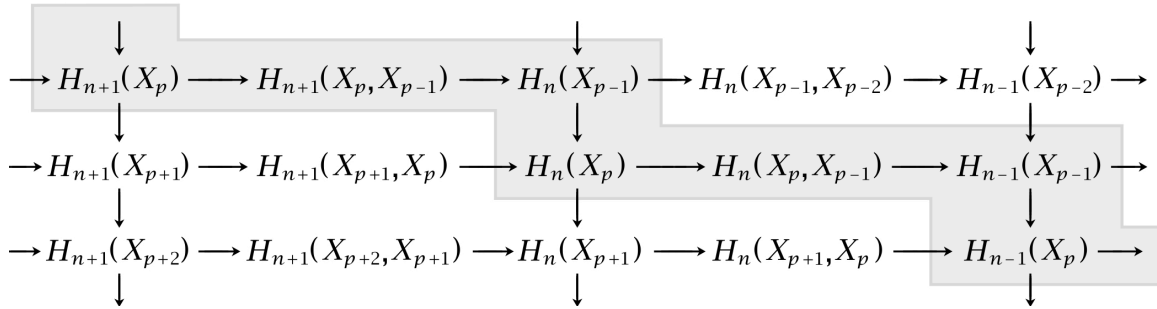 H_{n+1}(X_p) → H_{n+1}(X_p, X_{p-1}) → H_n(X_{p-1}) → H_n(X_{p-1}, X_{p-2}) → H_{n-1}(X_{p-2}) →
H_{n+1}(X_{p+1}) → H_{n+1}(X_{p+1}, X_p) → H_n(X_p) → H_n(X_p, X_{p-1}) → H_{n-1}(X_{p-1}) →
H_{n+1}(X_{p+2}) → H_{n+1}(X_{p+2}, X_{p+1}) → H_n(X_{p+1}) → H_n(X_{p+1}, X_p) → H_{n-1}(X_p) →